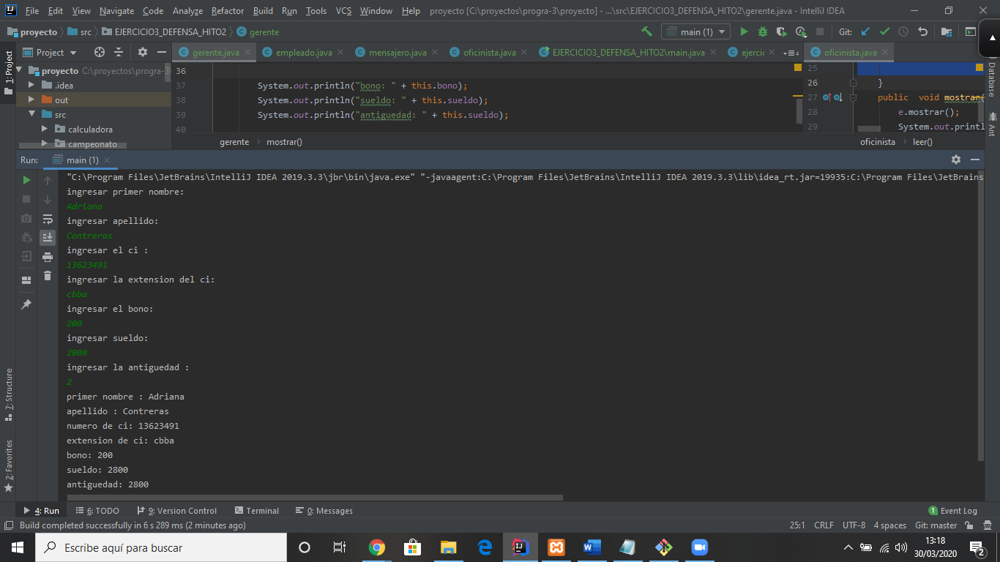 File Edit View Navigate Code Analyze Refactor Build Run Tools VCS Window Help proyecto [C:\proyectos\progra-3\proyecto] - ...\src\EJERCICIO3_DEFENSA_HITO2\gerente.java - IntelliJ IDEA
proyecto src EJERCICIO3_DEFENSA_HITO2 gerente main (1) Git:
1: Project
Project
gerente.java empleado.java mensajero.java oficinista.java EJERCICIO3_DEFENSA_HITO2\main.java ejercic 4 oficinista.java
proyecto C:\proyectos\progra-3\
.idea
out
src
calculadora
campeonato
36
37 System.out.println("bono: " + this.bono);
38 System.out.println("sueldo: " + this.sueldo);
39 System.out.println("antiguedad: " + this.sueldo);
40
gerente mostrar()
25
26 }
27 public void mostrar(
28 e.mostrar();
29 System.out.printl
oficinista leer()
Database
Ant
Run: main (1)
"C:\Program Files\JetBrains\IntelliJ IDEA 2019.3.3\jbr\bin\java.exe" "-javaagent:C:\Program Files\JetBrains\IntelliJ IDEA 2019.3.3\lib\idea_rt.jar=19935:C:\Program Files\JetBrains
ingresar primer nombre:
Adriana
ingresar apellido:
Contreras
ingresar el ci :
13623491
ingresar la extension del ci:
cbba
ingresar el bono:
200
ingresar sueldo:
2800
ingresar la antiguedad :
2
primer nombre : Adriana
apellido : Contreras
numero de ci: 13623491
extension de ci: cbba
bono: 200
sueldo: 2800
antiguedad: 2800
7: Structure
2: Favorites
4: Run 6: TODO 9: Version Control Terminal 0: Messages 1 Event Log
Build completed successfully in 6 s 289 ms (2 minutes ago) 25:1 CRLF UTF-8 4 spaces Git: master
Escribe aquí para buscar
13:18
30/03/2020
2